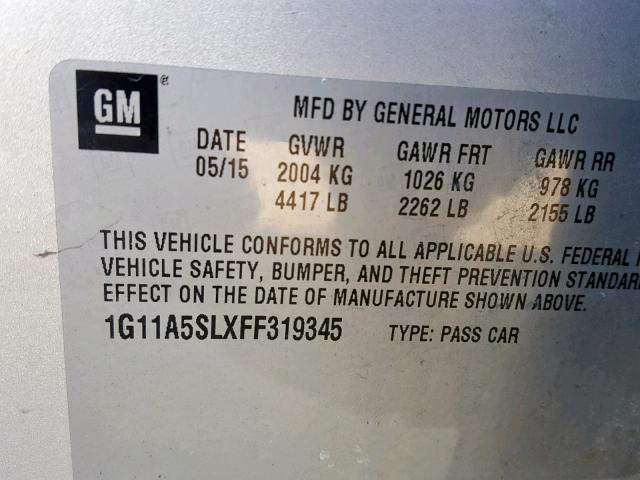 GM®
MFD BY GENERAL MOTORS LLC
DATE GVWR GAWR FRT GAWR RR
05/15 2004 KG 1026 KG 978 KG
4417 LB 2262 LB 2155 LB
THIS VEHICLE CONFORMS TO ALL APPLICABLE U.S. FEDERAL
VEHICLE SAFETY, BUMPER, AND THEFT PREVENTION STANDAR
EFFECT ON THE DATE OF MANUFACTURE SHOWN ABOVE.
1G11A5SLXFF319345 TYPE: PASS CAR